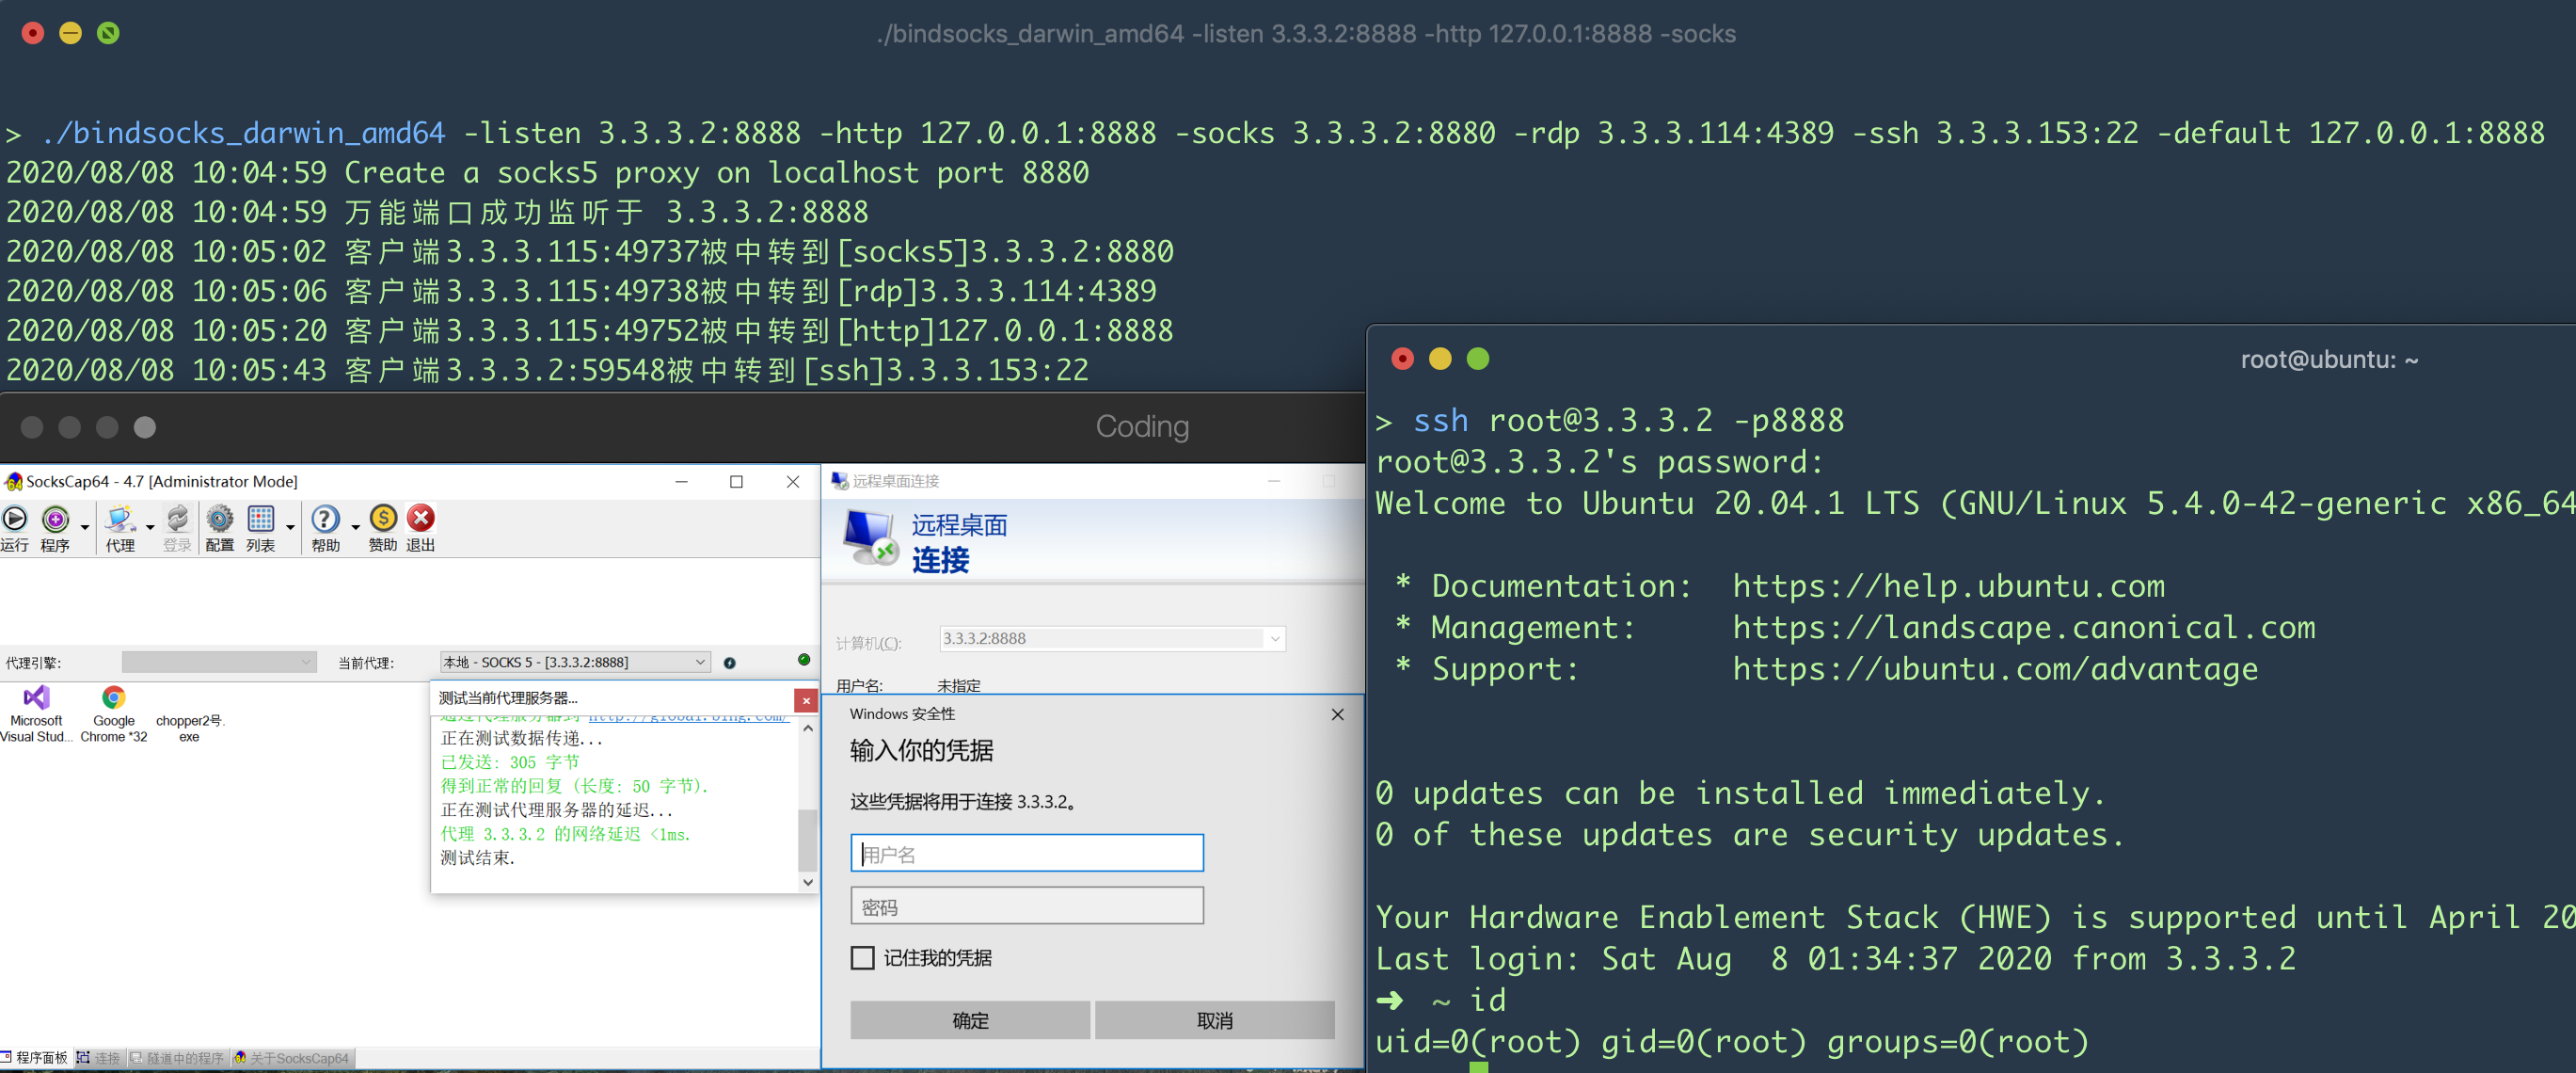 ./bindsocks_darwin_amd64 -listen 3.3.3.2:8888 -http 127.0.0.1:8888 -socks
> ./bindsocks_darwin_amd64 -listen 3.3.3.2:8888 -http 127.0.0.1:8888 -socks 3.3.3.2:8880 -rdp 3.3.3.114:4389 -ssh 3.3.3.153:22 -default 127.0.0.1:8888
2020/08/08 10:04:59 Create a socks5 proxy on localhost port 8880
2020/08/08 10:04:59 万能端口成功监听于 3.3.3.2:8888
2020/08/08 10:05:02 客户端3.3.3.115:49737被中转到[socks5]3.3.3.2:8880
2020/08/08 10:05:06 客户端3.3.3.115:49738被中转到[rdp]3.3.3.114:4389
2020/08/08 10:05:20 客户端3.3.3.115:49752被中转到[http]127.0.0.1:8888
2020/08/08 10:05:43 客户端3.3.3.2:59548被中转到[ssh]3.3.3.153:22
Coding
SocksCap64 - 4.7 [Administrator Mode]
运行 程序 代理 登录 配置 列表 帮助 赞助 退出
代理引擎: 当前代理: 本地 - SOCKS 5 - [3.3.3.2:8888]
Microsoft
Visual Stud...
Google
Chrome *32
chopper2号.
exe
测试当前代理服务器...
通过代理服务器到 http://global.bing.com/
正在测试数据传递...
已发送: 305 字节
得到正常的回复 (长度: 50 字节).
正在测试代理服务器的延迟...
代理 3.3.3.2 的网络延迟 <1ms.
测试结束.
程序面板 连接 隧道中的程序 关于SocksCap64
远程桌面连接
远程桌面
连接
计算机(C): 3.3.3.2:8888
用户名: 未指定
Windows 安全性
输入你的凭据
这些凭据将用于连接 3.3.3.2。
用户名
密码
记住我的凭据
确定 取消
root@ubuntu: ~
> ssh root@3.3.3.2 -p8888
root@3.3.3.2's password:
Welcome to Ubuntu 20.04.1 LTS (GNU/Linux 5.4.0-42-generic x86_64
* Documentation: https://help.ubuntu.com
* Management: https://landscape.canonical.com
* Support: https://ubuntu.com/advantage
0 updates can be installed immediately.
0 of these updates are security updates.
Your Hardware Enablement Stack (HWE) is supported until April 20
Last login: Sat Aug 8 01:34:37 2020 from 3.3.3.2
➜ ~ id
uid=0(root) gid=0(root) groups=0(root)